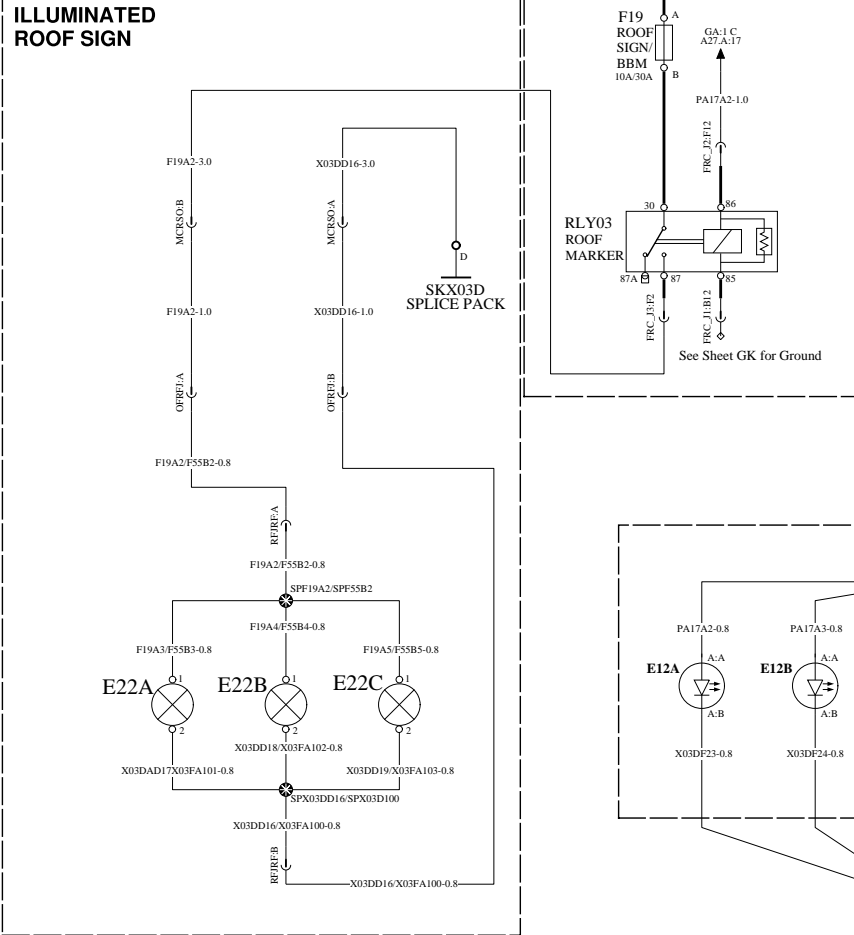 ILLUMINATED
ROOF SIGN
F19
ROOF
SIGN/
BBM
10A/30A
A
B
GA:1 C
A27.A:17
PA17A2-1.0
FRC_J2:F12
30
86
RLY03
ROOF
MARKER
87A
87
85
FRC_J3:F2
FRC_J1:B12
See Sheet GK for Ground
F19A2-3.0
X03DD16-3.0
MCRSO:B
MCRSO:A
D
SKX03D
SPLICE PACK
F19A2-1.0
X03DD16-1.0
OFRFJ:A
OFRFJ:B
F19A2/F55B2-0.8
RFJRF:A
F19A2/F55B2-0.8
SPF19A2/SPF55B2
F19A4/F55B4-0.8
F19A3/F55B3-0.8
F19A5/F55B5-0.8
E22A
1
2
E22B
1
2
E22C
1
2
X03DD18/X03FA102-0.8
X03DAD17X03FA101-0.8
X03DD19/X03FA103-0.8
SPX03DD16/SPX03D100
X03DD16/X03FA100-0.8
RFJRF:B
X03DD16/X03FA100-0.8
PA17A2-0.8
PA17A3-0.8
E12A
A:A
A:B
E12B
A:A
A:B
X03DF23-0.8
X03DF24-0.8